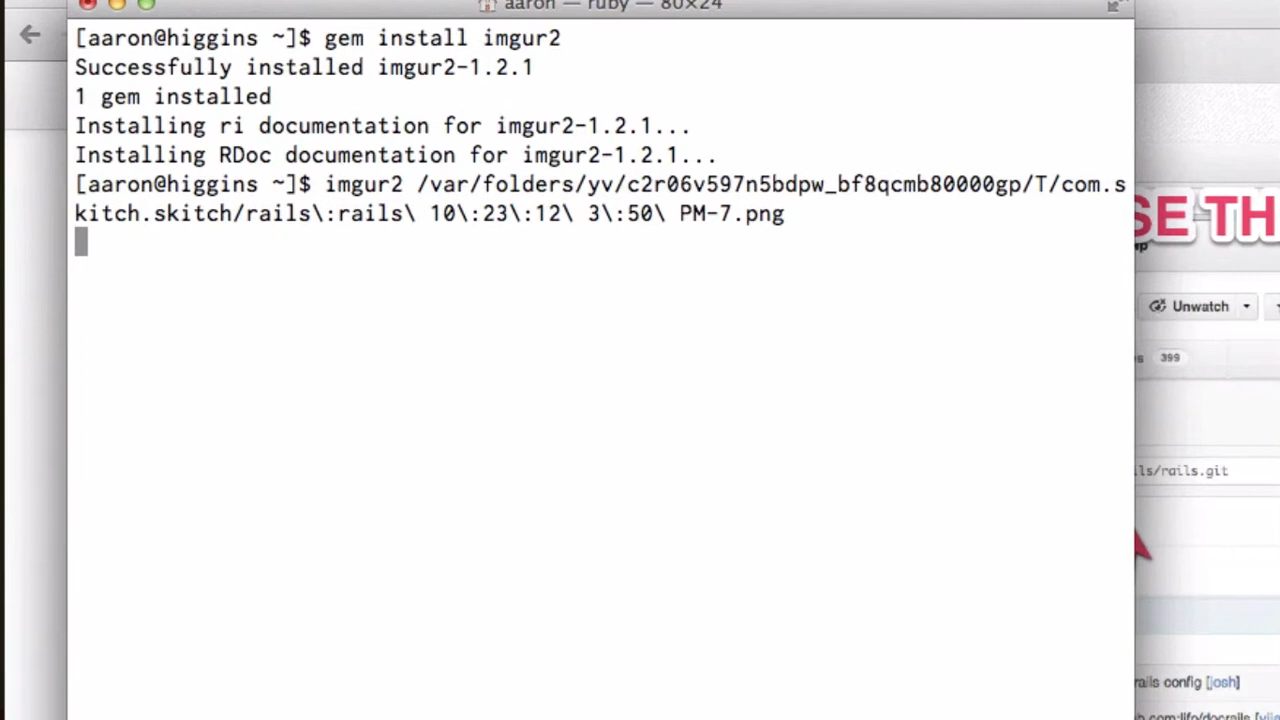 aaron — ruby — 80×24
[aaron@higgins ~]$ gem install imgur2
Successfully installed imgur2-1.2.1
1 gem installed
Installing ri documentation for imgur2-1.2.1...
Installing RDoc documentation for imgur2-1.2.1...
[aaron@higgins ~]$ imgur2 /var/folders/yv/c2r06v597n5bdpw_bf8qcmb80000gp/T/com.s
kitch.skitch/rails\:rails\ 10\:23\:12\ 3\:50\ PM-7.png
SE TH
Unwatch
399
ils/rails.git
rails config [josh]